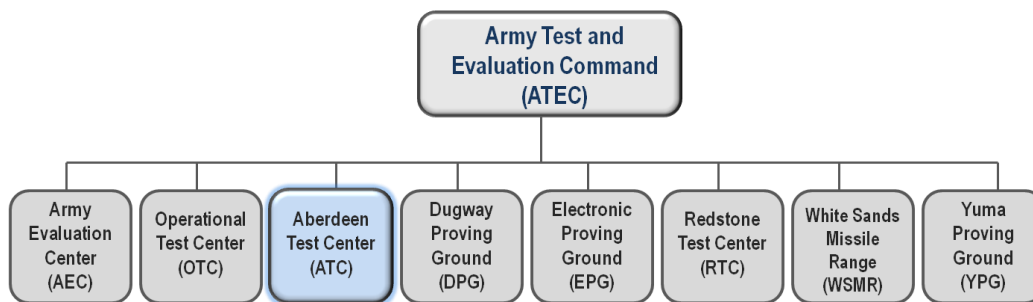 Army Test and
Evaluation Command
(ATEC)
Army
Evaluation
Center
(AEC)
Operational
Test Center
(OTC)
Aberdeen
Test Center
(ATC)
Dugway
Proving
Ground
(DPG)
Electronic
Proving
Ground
(EPG)
Redstone
Test Center
(RTC)
White Sands
Missile
Range
(WSMR)
Yuma
Proving
Ground
(YPG)